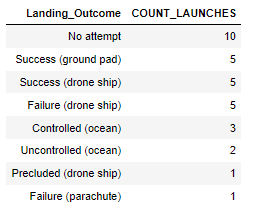 Landing_Outcome COUNT_LAUNCHES
No attempt 10
Success (ground pad) 5
Success (drone ship) 5
Failure (drone ship) 5
Controlled (ocean) 3
Uncontrolled (ocean) 2
Precluded (drone ship) 1
Failure (parachute) 1